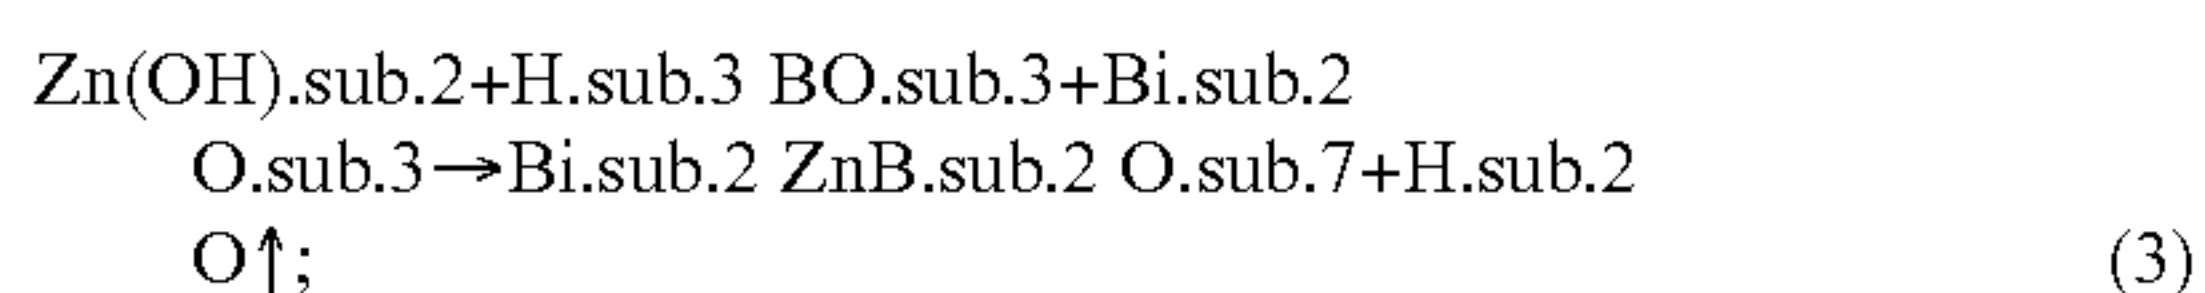 Zn(OH).sub.2+H.sub.3 BO.sub.3+Bi.sub.2
O.sub.3→Bi.sub.2 ZnB.sub.2 O.sub.7+H.sub.2
O↑; (3)